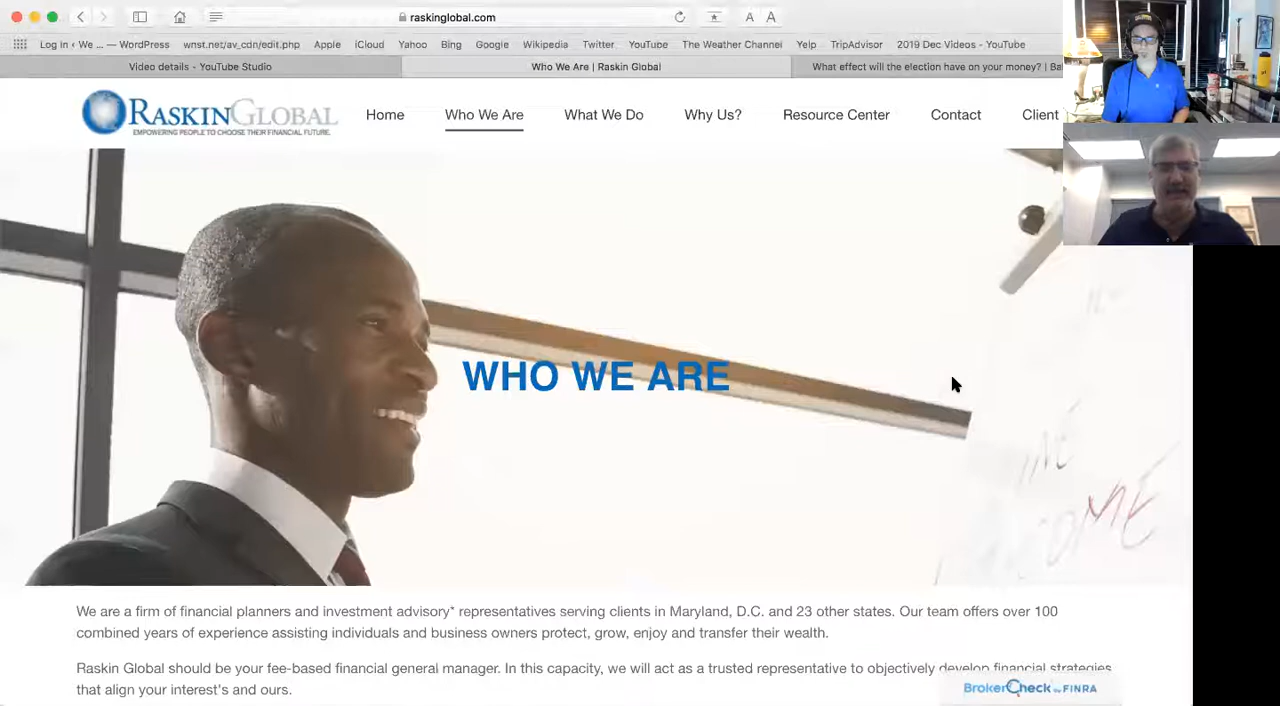 raskinglobal.com
A A
Log in ‹ We ... — WordPress wnst.net/av_cdn/edit.php Apple iCloud Yahoo Bing Google Wikipedia Twitter YouTube The Weather Channel Yelp TripAdvisor 2019 Dec Videos - YouTube
Video details - YouTube Studio Who We Are | Raskin Global What effect will the election have on your money? | Ba
RASKINGLOBAL
EMPOWERING PEOPLE TO CHOOSE THEIR FINANCIAL FUTURE.
Home Who We Are What We Do Why Us? Resource Center Contact Client
WHO WE ARE
We are a firm of financial planners and investment advisory* representatives serving clients in Maryland, D.C. and 23 other states. Our team offers over 100
combined years of experience assisting individuals and business owners protect, grow, enjoy and transfer their wealth.
Raskin Global should be your fee-based financial general manager. In this capacity, we will act as a trusted representative to objectively develop financial strategies
that align your interest's and ours.
BrokerCheck by FINRA